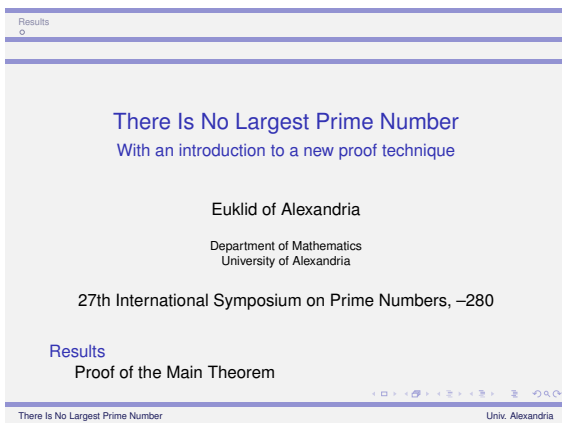 Results
There Is No Largest Prime Number
With an introduction to a new proof technique
Euklid of Alexandria
Department of Mathematics
University of Alexandria
27th International Symposium on Prime Numbers, –280
Results
Proof of the Main Theorem
There Is No Largest Prime Number Univ. Alexandria